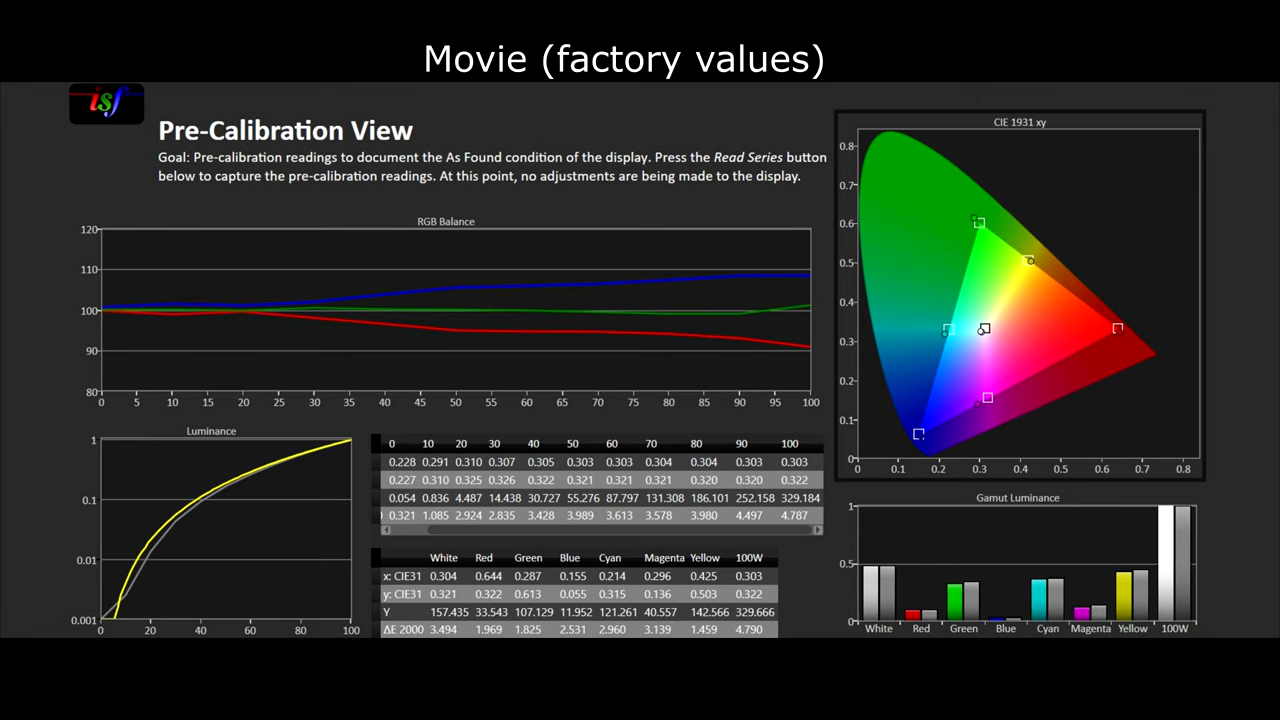 Movie (factory values)
isf
Pre-Calibration View
Goal: Pre-calibration readings to document the As Found condition of the display. Press the Read Series button
below to capture the pre-calibration readings. At this point, no adjustments are being made to the display.
RGB Balance
120
110
100
90
80
0 5 10 15 20 25 30 35 40 45 50 55 60 65 70 75 80 85 90 95 100
CIE 1931 xy
0.8
0.7
0.6
0.5
0.4
0.3
0.2
0.1
0
0 0.1 0.2 0.3 0.4 0.5 0.6 0.7 0.8
Luminance
1
0.1
0.01
0.001
0 20 40 60 80 100
0 10 20 30 40 50 60 70 80 90 100
0.228 0.291 0.310 0.307 0.305 0.303 0.303 0.304 0.304 0.303 0.303
0.227 0.310 0.325 0.326 0.322 0.321 0.321 0.321 0.320 0.320 0.322
0.054 0.836 4.487 14.438 30.727 55.276 87.797 131.308 186.101 252.158 329.184
0.321 1.085 2.924 2.835 3.428 3.989 3.613 3.578 3.980 4.497 4.787
White Red Green Blue Cyan Magenta Yellow 100W
x: CIE31 0.304 0.644 0.287 0.155 0.214 0.296 0.425 0.303
y: CIE31 0.321 0.322 0.613 0.055 0.315 0.136 0.503 0.322
Y 157.435 33.543 107.129 11.952 121.261 40.557 142.566 329.666
ΔE 2000 3.494 1.969 1.825 2.531 2.960 3.139 1.459 4.790
Gamut Luminance
1
0.5
0
White Red Green Blue Cyan Magenta Yellow 100W